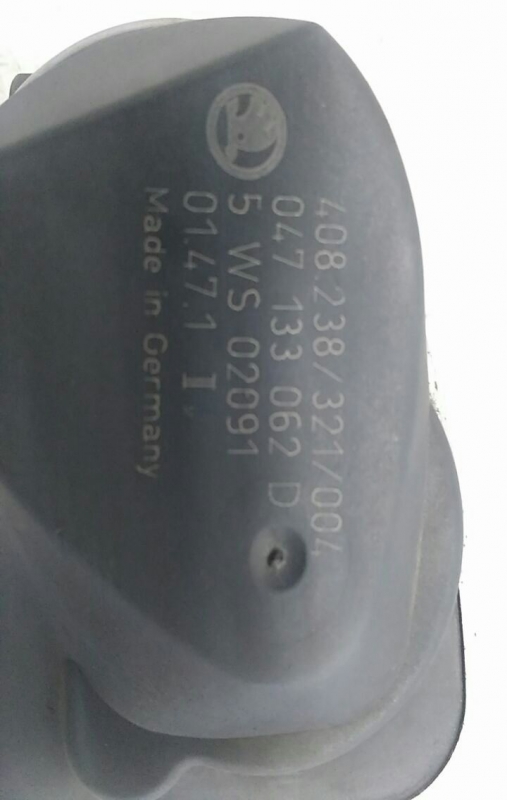 408.238/321/004
047 133 062 D
5 WS 02091
01.47.1 I
Made in Germany